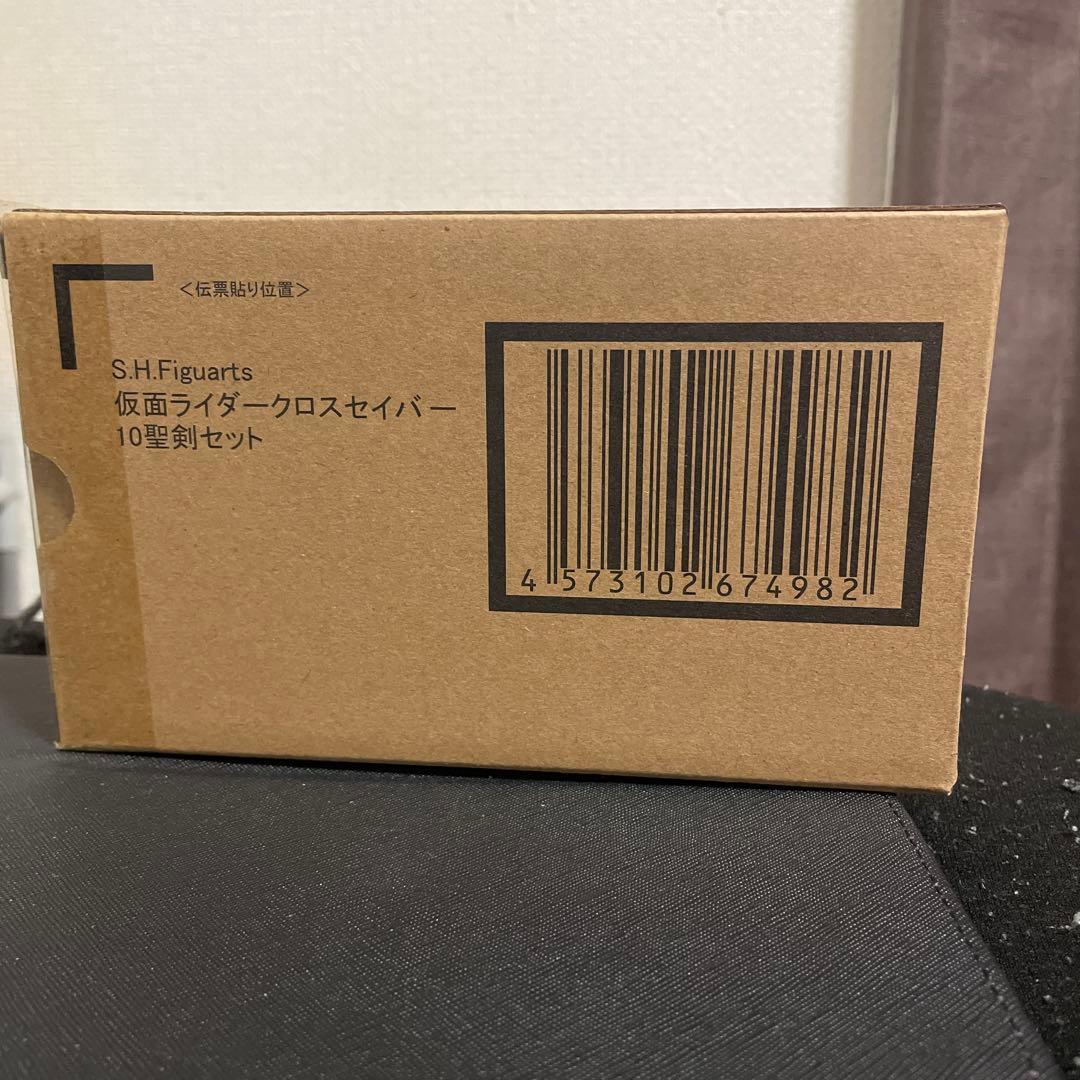 <伝票貼り位置>
S.H.Figuarts
仮面ライダークロスセイバー
10聖剣セット
4 573102 674982